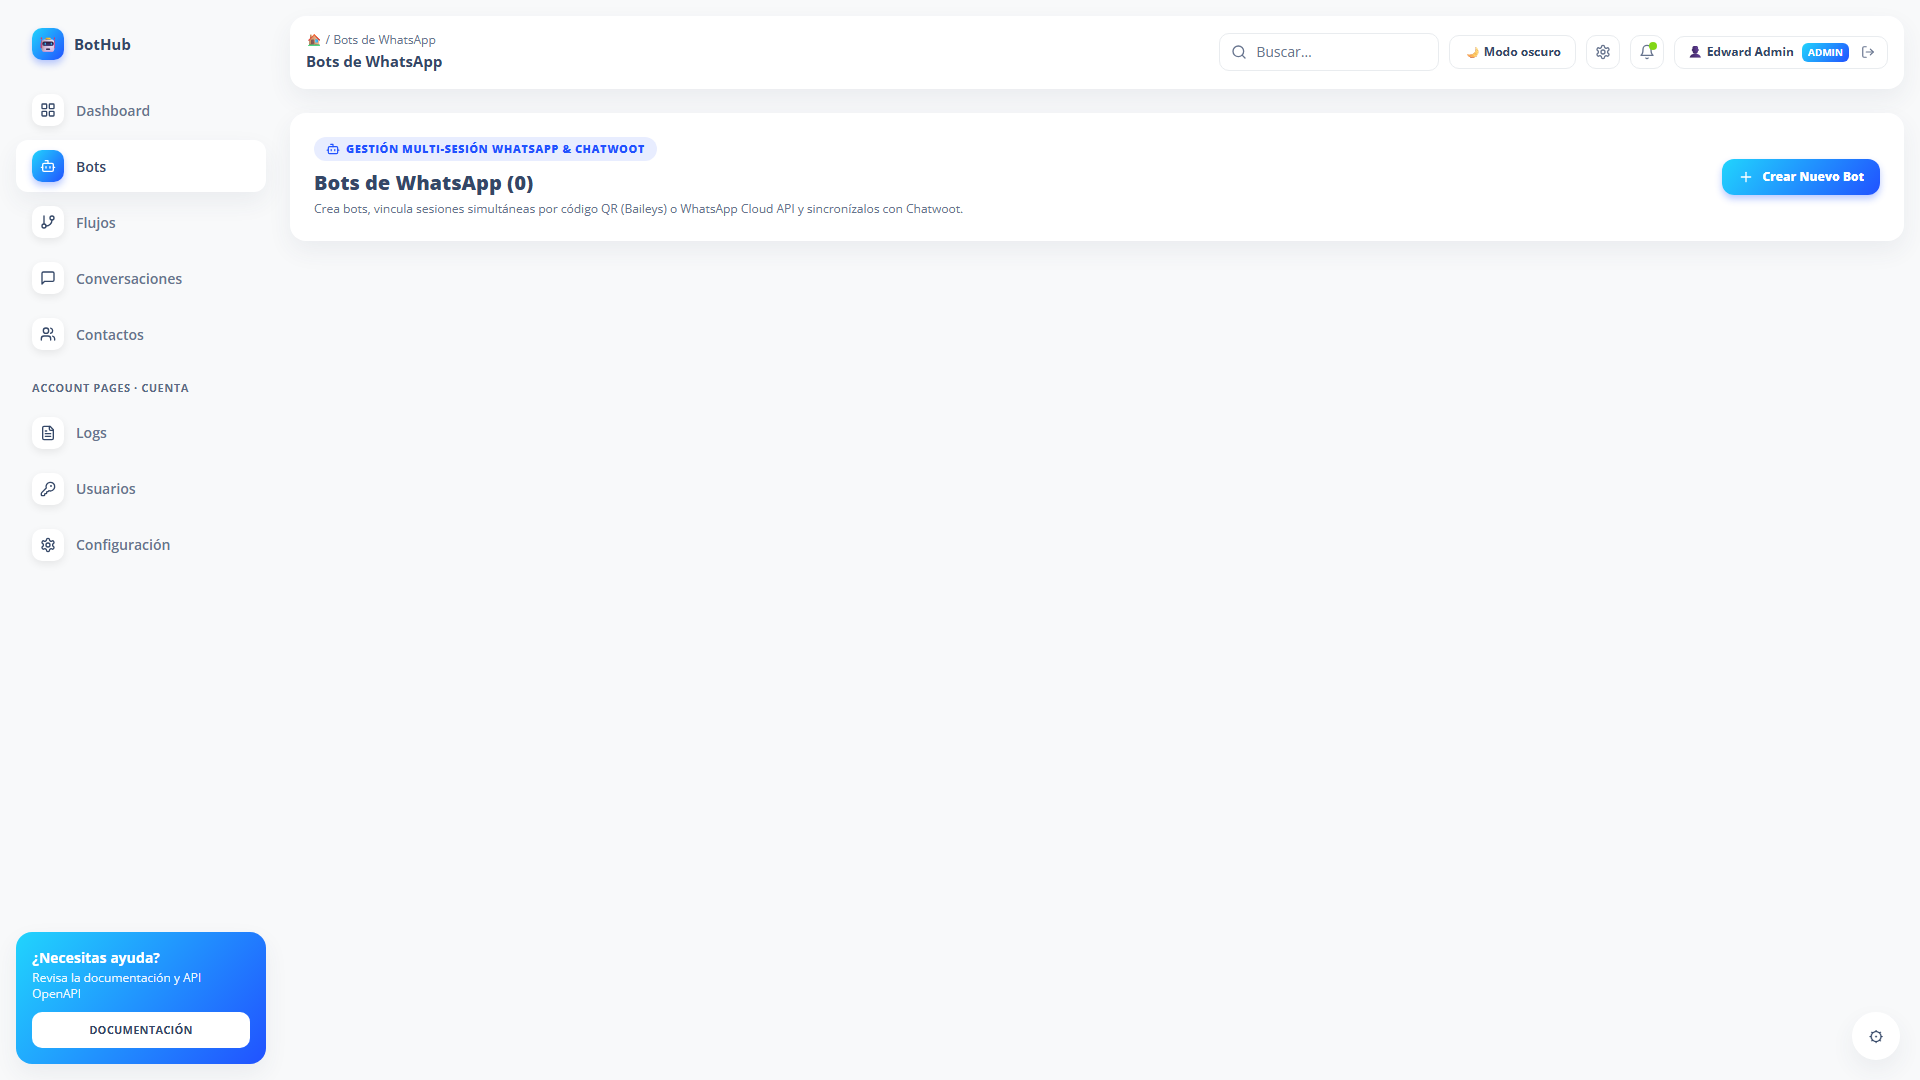 BotHub
Dashboard
Bots
Flujos
Conversaciones
Contactos
ACCOUNT PAGES · CUENTA
Logs
Usuarios
Configuración
¿Necesitas ayuda?
Revisa la documentación y API
OpenAPI
DOCUMENTACIÓN
/ Bots de WhatsApp
Bots de WhatsApp
Buscar...
Modo oscuro
Edward Admin ADMIN
GESTIÓN MULTI-SESIÓN WHATSAPP & CHATWOOT
Bots de WhatsApp (0)
Crea bots, vincula sesiones simultáneas por código QR (Baileys) o WhatsApp Cloud API y sincronízalos con Chatwoot.
Crear Nuevo Bot